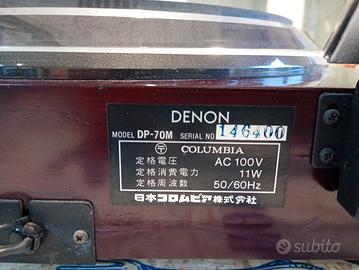 DENON
MODEL DP-70M SERIAL NO 146400
〒 COLUMBIA
定格電圧 AC 100V
定格消費電力 11W
定格周波数 50/60Hz
日本コロムビア株式会社
subito